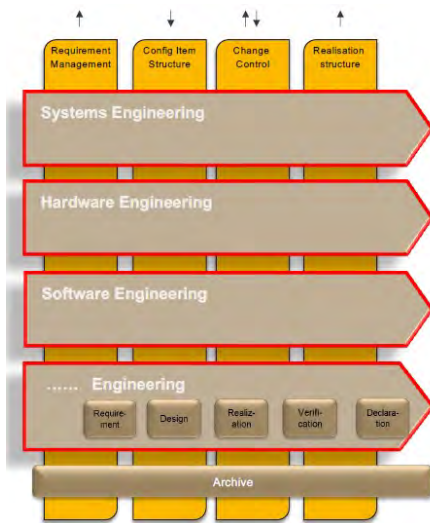 Requirement
Management
Config Item
Structure
Change
Control
Realisation
structure
Systems Engineering
Hardware Engineering
Software Engineering
...... Engineering
Require-
ment
Design
Realiz-
ation
Verifi-
cation
Declara-
tion
Archive